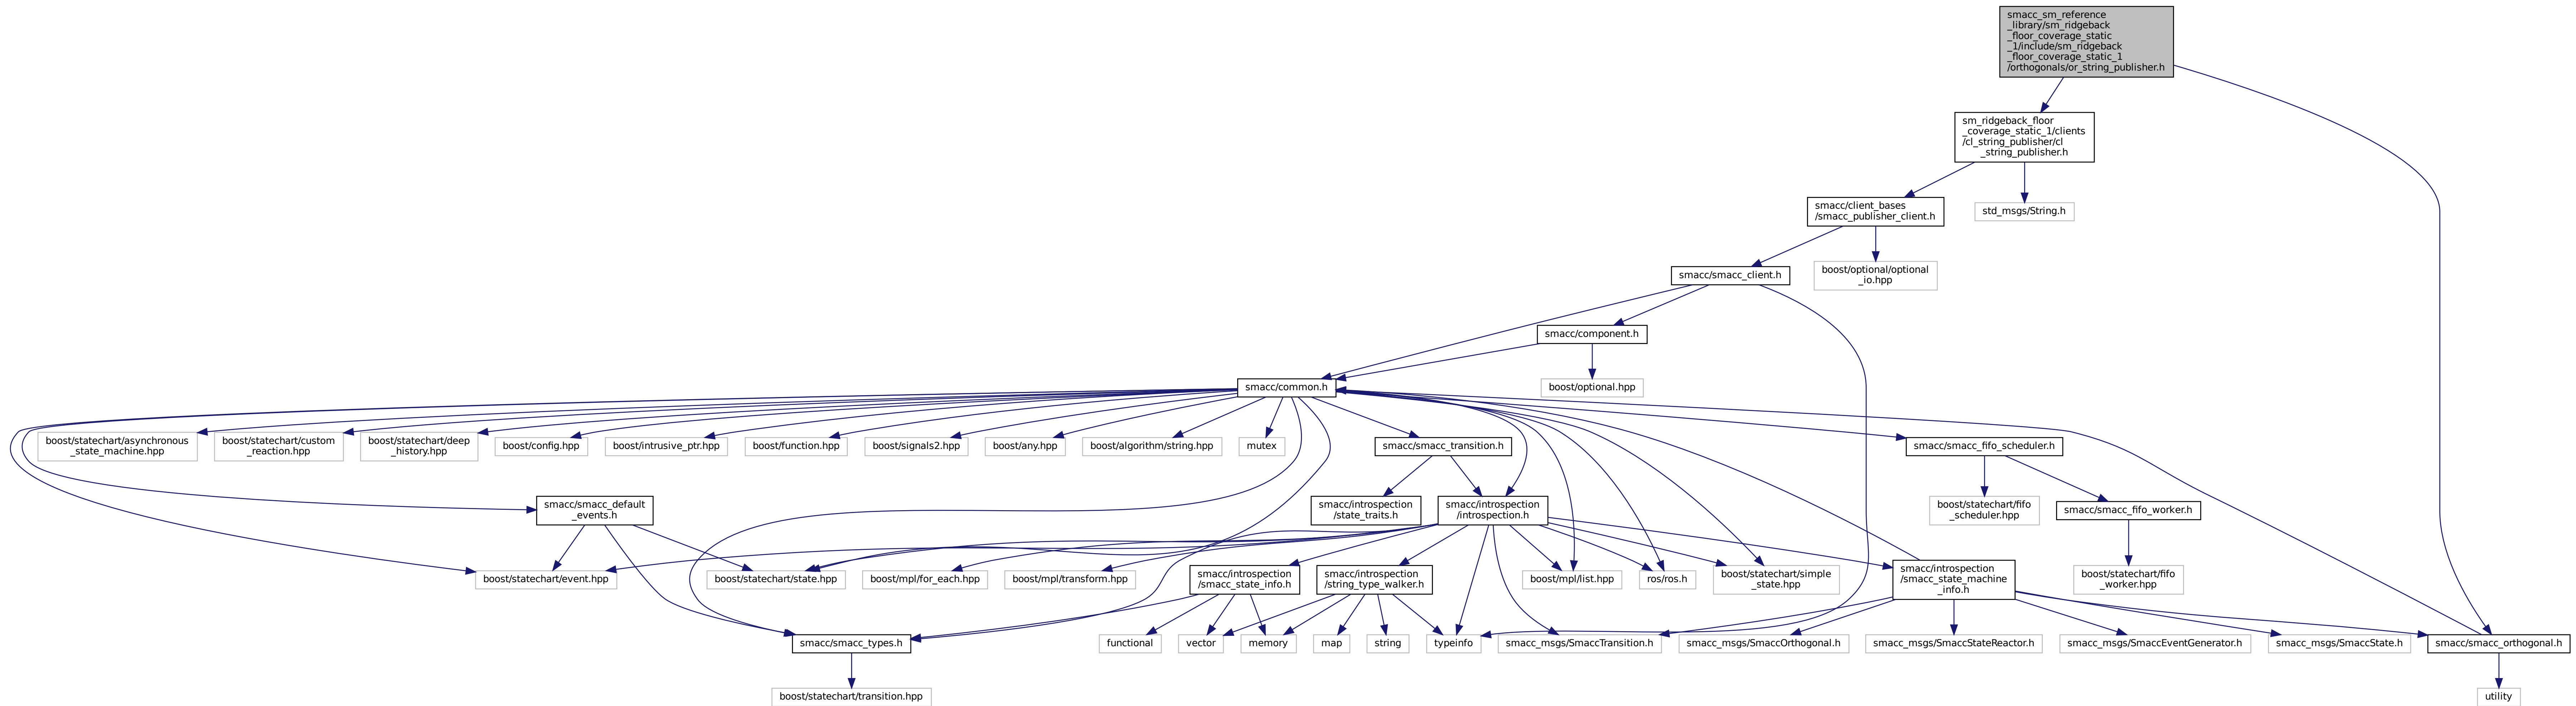 smacc_sm_reference
_library/sm_ridgeback
_floor_coverage_static
_1/include/sm_ridgeback
_floor_coverage_static_1
/orthogonals/or_string_publisher.h
sm_ridgeback_floor
_coverage_static_1/clients
/cl_string_publisher/cl
_string_publisher.h
smacc/client_bases
/smacc_publisher_client.h
std_msgs/String.h
smacc/smacc_client.h
boost/optional/optional
_io.hpp
smacc/component.h
smacc/common.h
boost/optional.hpp
boost/statechart/asynchronous
_state_machine.hpp
boost/statechart/custom
_reaction.hpp
boost/statechart/deep
_history.hpp
boost/config.hpp
boost/intrusive_ptr.hpp
boost/function.hpp
boost/signals2.hpp
boost/any.hpp
boost/algorithm/string.hpp
mutex
smacc/smacc_transition.h
smacc/smacc_fifo_scheduler.h
smacc/smacc_default
_events.h
smacc/introspection
/state_traits.h
smacc/introspection
/introspection.h
boost/statechart/fifo
_scheduler.hpp
smacc/smacc_fifo_worker.h
boost/statechart/event.hpp
boost/statechart/state.hpp
boost/mpl/for_each.hpp
boost/mpl/transform.hpp
smacc/introspection
/smacc_state_info.h
smacc/introspection
/string_type_walker.h
boost/mpl/list.hpp
ros/ros.h
boost/statechart/simple
_state.hpp
smacc/introspection
/smacc_state_machine
_info.h
boost/statechart/fifo
_worker.hpp
smacc/smacc_types.h
functional
vector
memory
map
string
typeinfo
smacc_msgs/SmaccTransition.h
smacc_msgs/SmaccOrthogonal.h
smacc_msgs/SmaccStateReactor.h
smacc_msgs/SmaccEventGenerator.h
smacc_msgs/SmaccState.h
smacc/smacc_orthogonal.h
boost/statechart/transition.hpp
utility